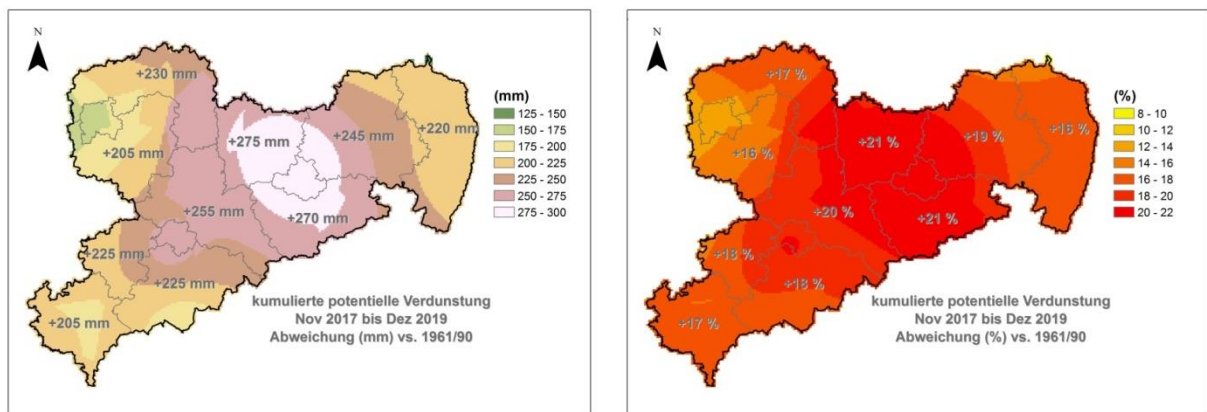 N
+230 mm
+275 mm
+245 mm
+220 mm
+205 mm
+255 mm
+270 mm
+225 mm
+225 mm
+205 mm
(mm)
125 - 150
150 - 175
175 - 200
200 - 225
225 - 250
250 - 275
275 - 300
kumulierte potentielle Verdunstung
Nov 2017 bis Dez 2019
Abweichung (mm) vs. 1961/90
N
+17 %
+21 %
+19 %
+16 %
+16 %
+20 %
+21 %
+18 %
+18 %
+17 %
(%)
8 - 10
10 - 12
12 - 14
14 - 16
16 - 18
18 - 20
20 - 22
kumulierte potentielle Verdunstung
Nov 2017 bis Dez 2019
Abweichung (%) vs. 1961/90